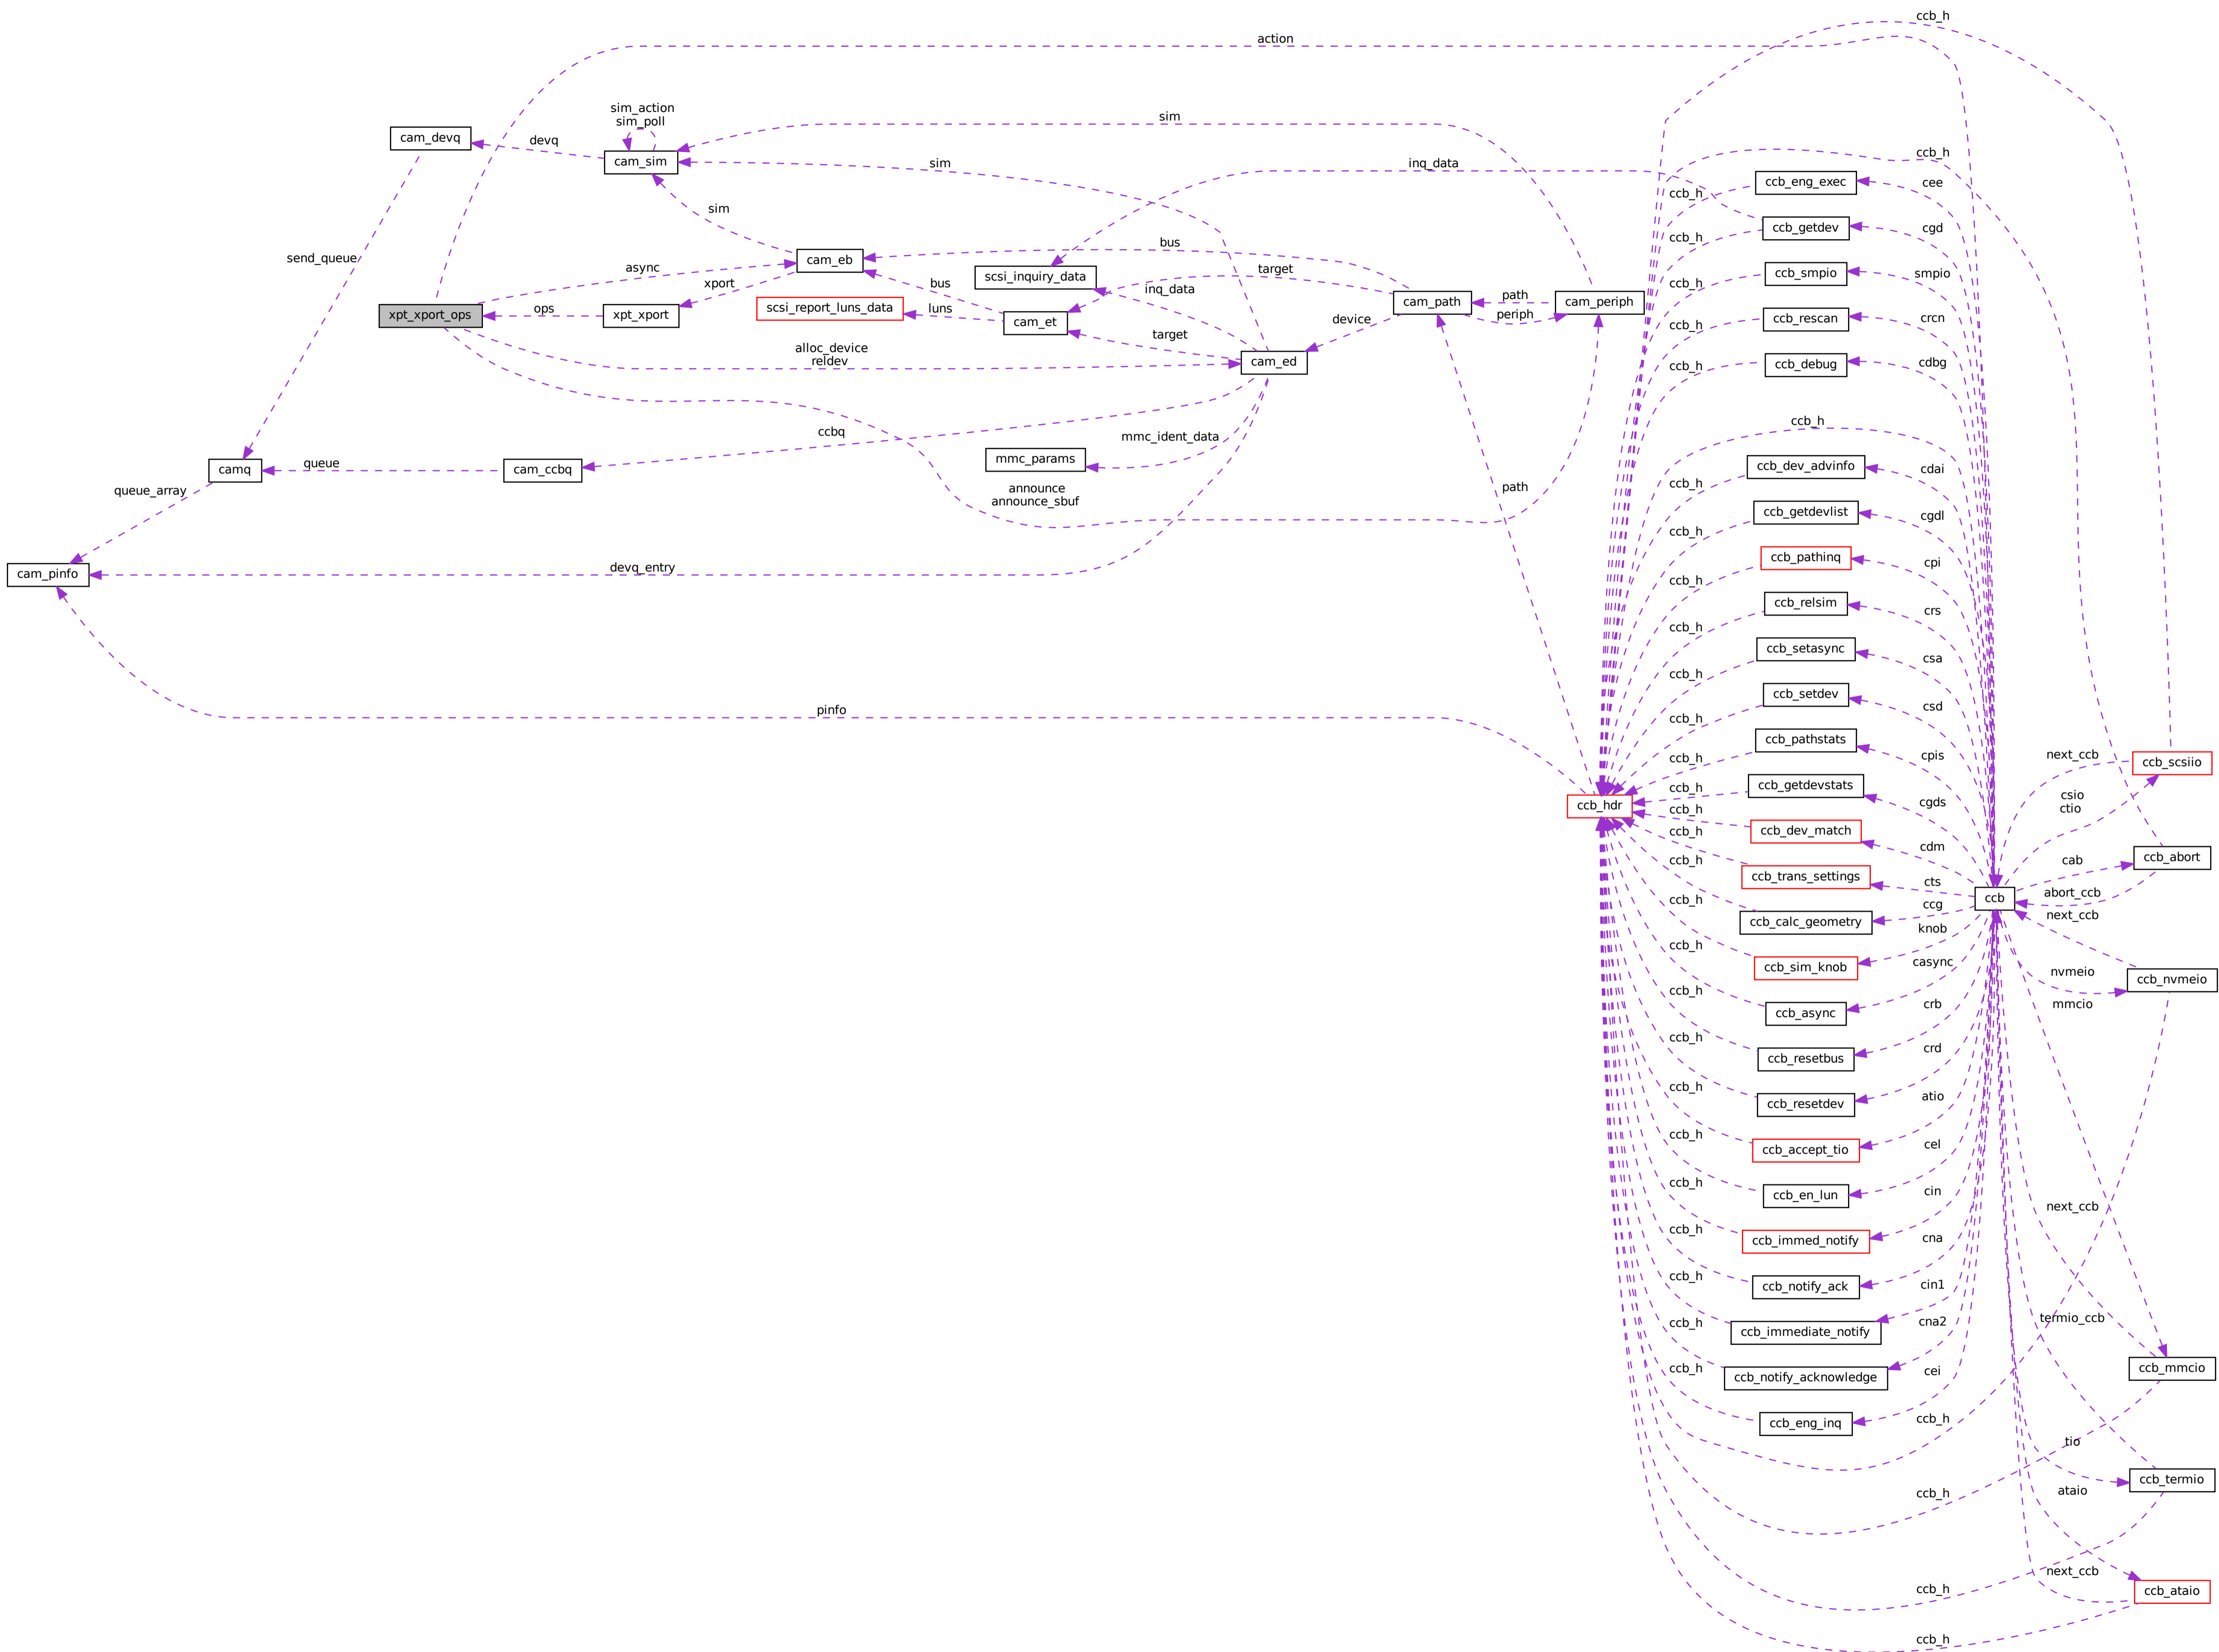 ccb_h
action
sim_action
sim_poll
sim
cam_devq
devq
cam_sim
sim
inq_data
ccb_h
ccb_eng_exec
cee
ccb_h
sim
ccb_getdev
cgd
ccb_h
bus
send_queue
async
cam_eb
target
scsi_inquiry_data
ccb_smpio
smpio
ccb_h
xport
bus
inq_data
path
cam_path
cam_periph
xpt_xport_ops
ops
xpt_xport
scsi_report_luns_data
luns
cam_et
periph
device
ccb_rescan
crcn
ccb_h
target
alloc_device
reldev
cam_ed
ccb_debug
cdbg
ccb_h
ccb_h
ccbq
mmc_ident_data
camq
queue
cam_ccbq
mmc_params
ccb_dev_advinfo
cdai
ccb_h
queue_array
announce
announce_sbuf
path
ccb_getdevlist
cgdl
ccb_h
cam_pinfo
devq_entry
ccb_pathinq
cpi
ccb_h
ccb_relsim
crs
ccb_h
ccb_setasync
csa
ccb_h
ccb_setdev
csd
ccb_h
pinfo
ccb_pathstats
cpis
ccb_h
next_ccb
ccb_scsiio
ccb_getdevstats
cgds
ccb_h
csio
ctio
ccb_hdr
ccb_h
ccb_dev_match
cdm
ccb_h
cab
ccb_abort
ccb_h
ccb_trans_settings
cts
ccb
abort_ccb
ccg
next_ccb
ccb_calc_geometry
knob
ccb_h
ccb_sim_knob
casync
nvmeio
ccb_nvmeio
ccb_h
mmcio
ccb_async
crb
ccb_h
ccb_resetbus
crd
ccb_h
ccb_resetdev
atio
ccb_h
ccb_accept_tio
cel
ccb_h
ccb_en_lun
cin
ccb_h
next_ccb
ccb_immed_notify
cna
ccb_h
ccb_notify_ack
cin1
ccb_h
termio_ccb
ccb_immediate_notify
cna2
ccb_h
ccb_mmcio
ccb_notify_acknowledge
cei
ccb_h
ccb_eng_inq
ccb_h
tio
ccb_termio
ataio
ccb_h
next_ccb
ccb_ataio
ccb_h
ccb_h